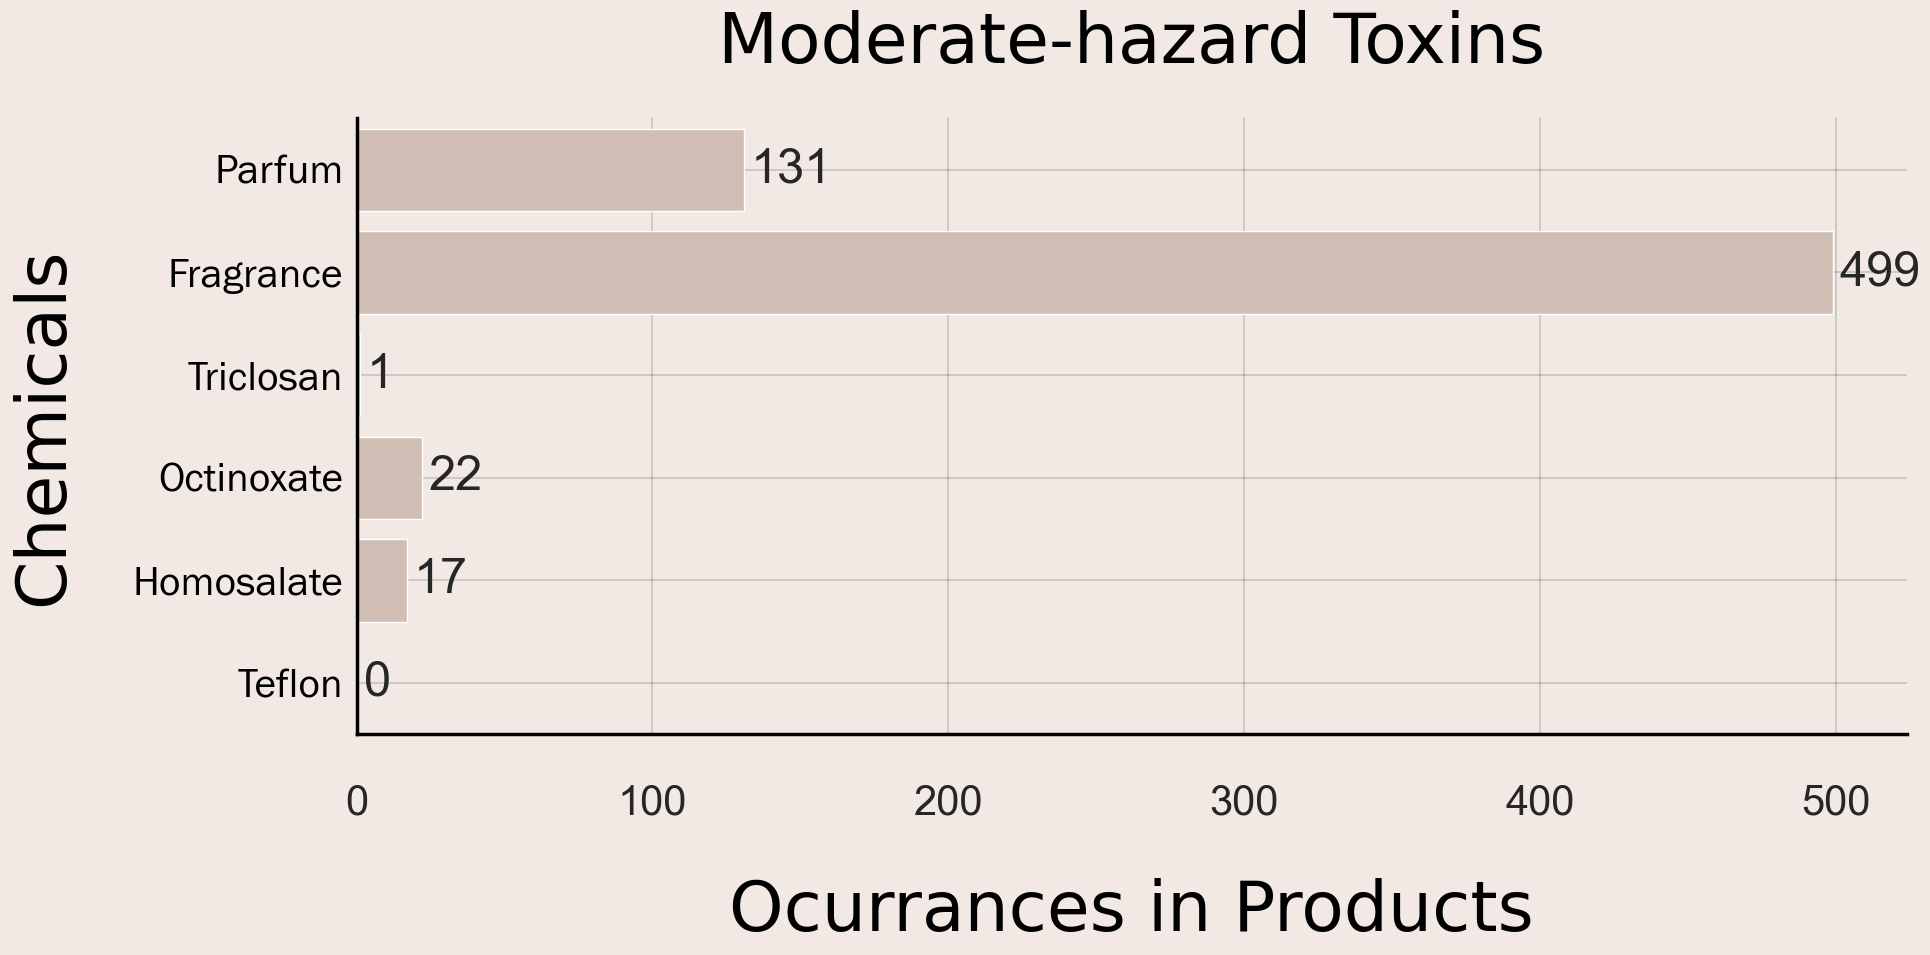 Moderate-hazard Toxins
Chemicals
Parfum 131
Fragrance 499
Triclosan 1
Octinoxate 22
Homosalate 17
Teflon 0
0 100 200 300 400 500
Ocurrances in Products